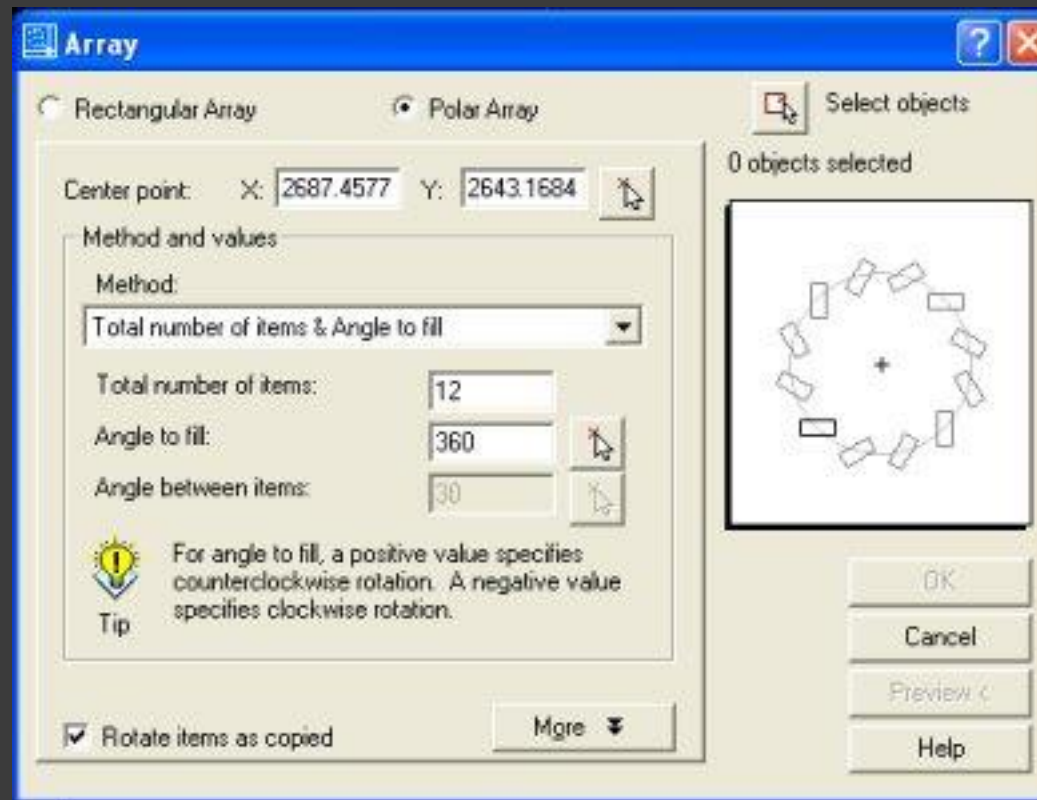 Array
Rectangular Array
Polar Array
Select objects
0 objects selected
Center point: X: 2687.4577 Y: 2643.1684
Method and values
Method:
Total number of items & Angle to fill
Total number of items: 12
Angle to fill: 360
Angle between items: 30
For angle to fill, a positive value specifies
counterclockwise rotation. A negative value
specifies clockwise rotation.
Tip
Rotate items as copied
More
OK
Cancel
Preview <
Help